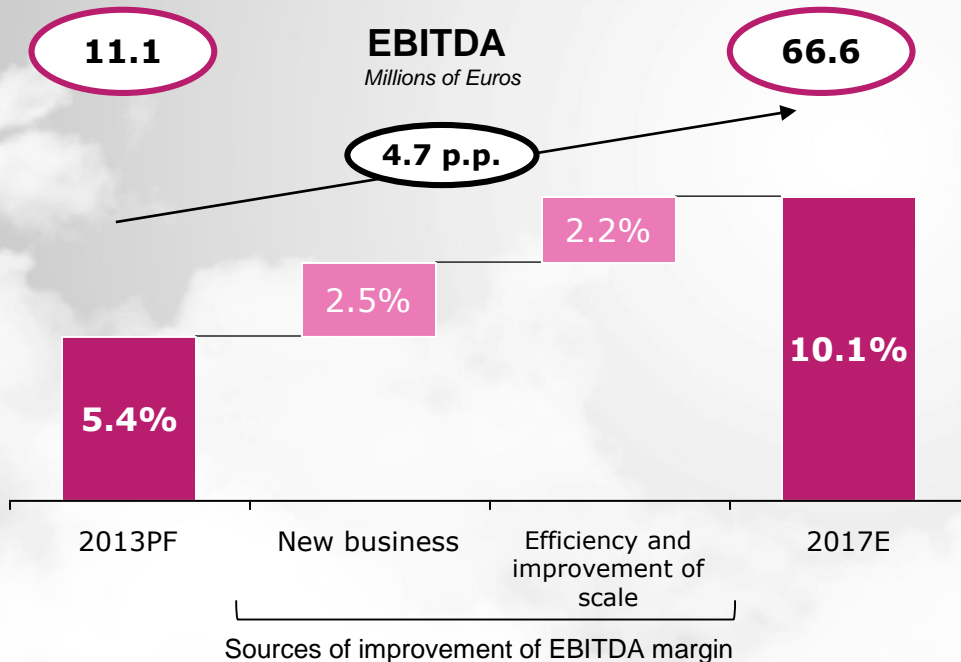 11.1
EBITDA
66.6
Millions of Euros
4.7 p.p.
2.2%
2.5%
10.1%
5.4%
2013PF
New business
Efficiency and
improvement of
scale
2017E
Sources of improvement of EBITDA margin